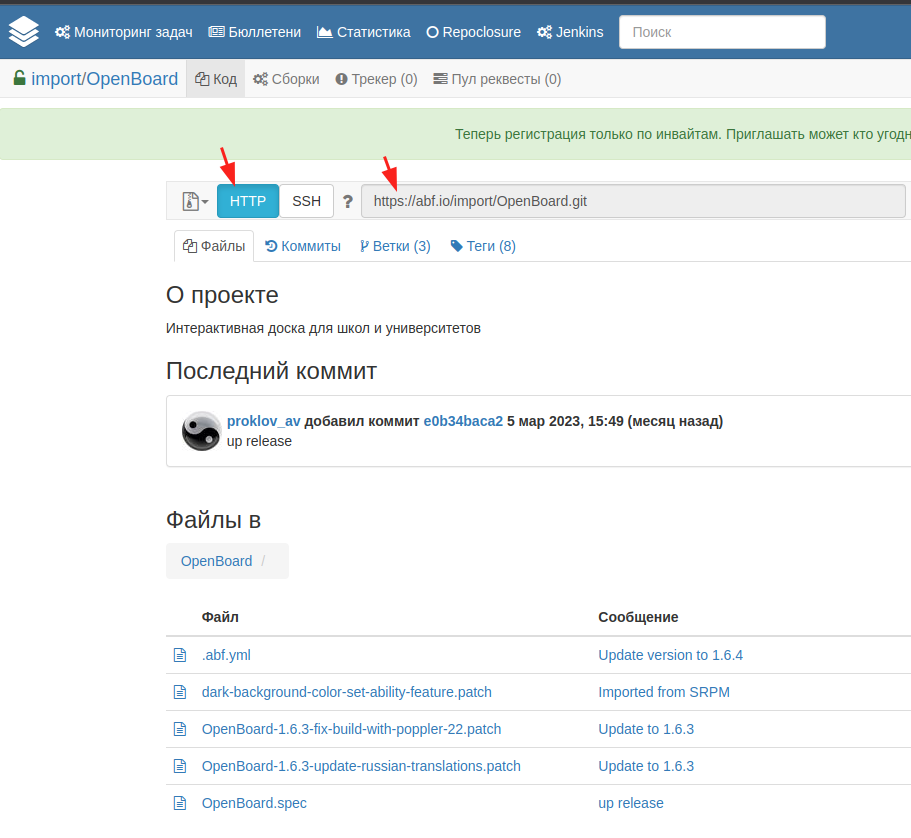 Мониторинг задач Бюллетени Статистика Repoclosure Jenkins Поиск
import/OpenBoard Код Сборки Трекер (0) Пул реквесты (0)
Теперь регистрация только по инвайтам. Приглашать может кто угодн
HTTP SSH ? https://abf.io/import/OpenBoard.git
Файлы Коммиты Ветки (3) Теги (8)
О проекте
Интерактивная доска для школ и университетов
Последний коммит
proklov_av добавил коммит e0b34baca2 5 мар 2023, 15:49 (месяц назад)
up release
Файлы в
OpenBoard /
Файл Сообщение
.abf.yml Update version to 1.6.4
dark-background-color-set-ability-feature.patch Imported from SRPM
OpenBoard-1.6.3-fix-build-with-poppler-22.patch Update to 1.6.3
OpenBoard-1.6.3-update-russian-translations.patch Update to 1.6.3
OpenBoard.spec up release